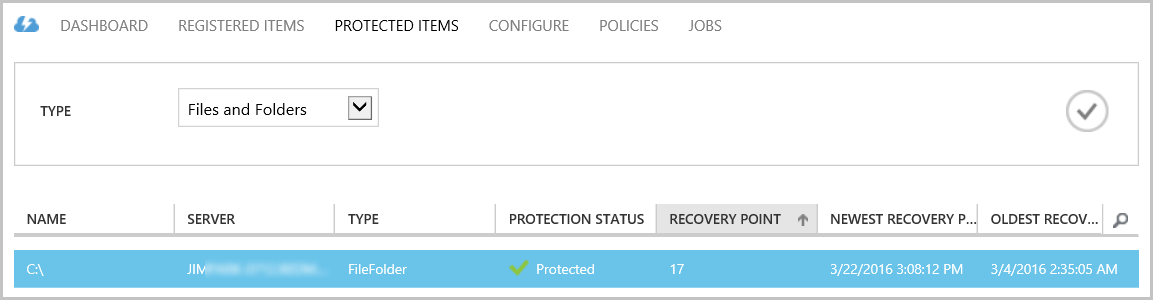 DASHBOARD REGISTERED ITEMS PROTECTED ITEMS CONFIGURE POLICIES JOBS
TYPE Files and Folders
NAME SERVER TYPE PROTECTION STATUS RECOVERY POINT NEWEST RECOVERY P... OLDEST RECOV...
C:\ JIM FileFolder Protected 17 3/22/2016 3:08:12 PM 3/4/2016 2:35:05 AM